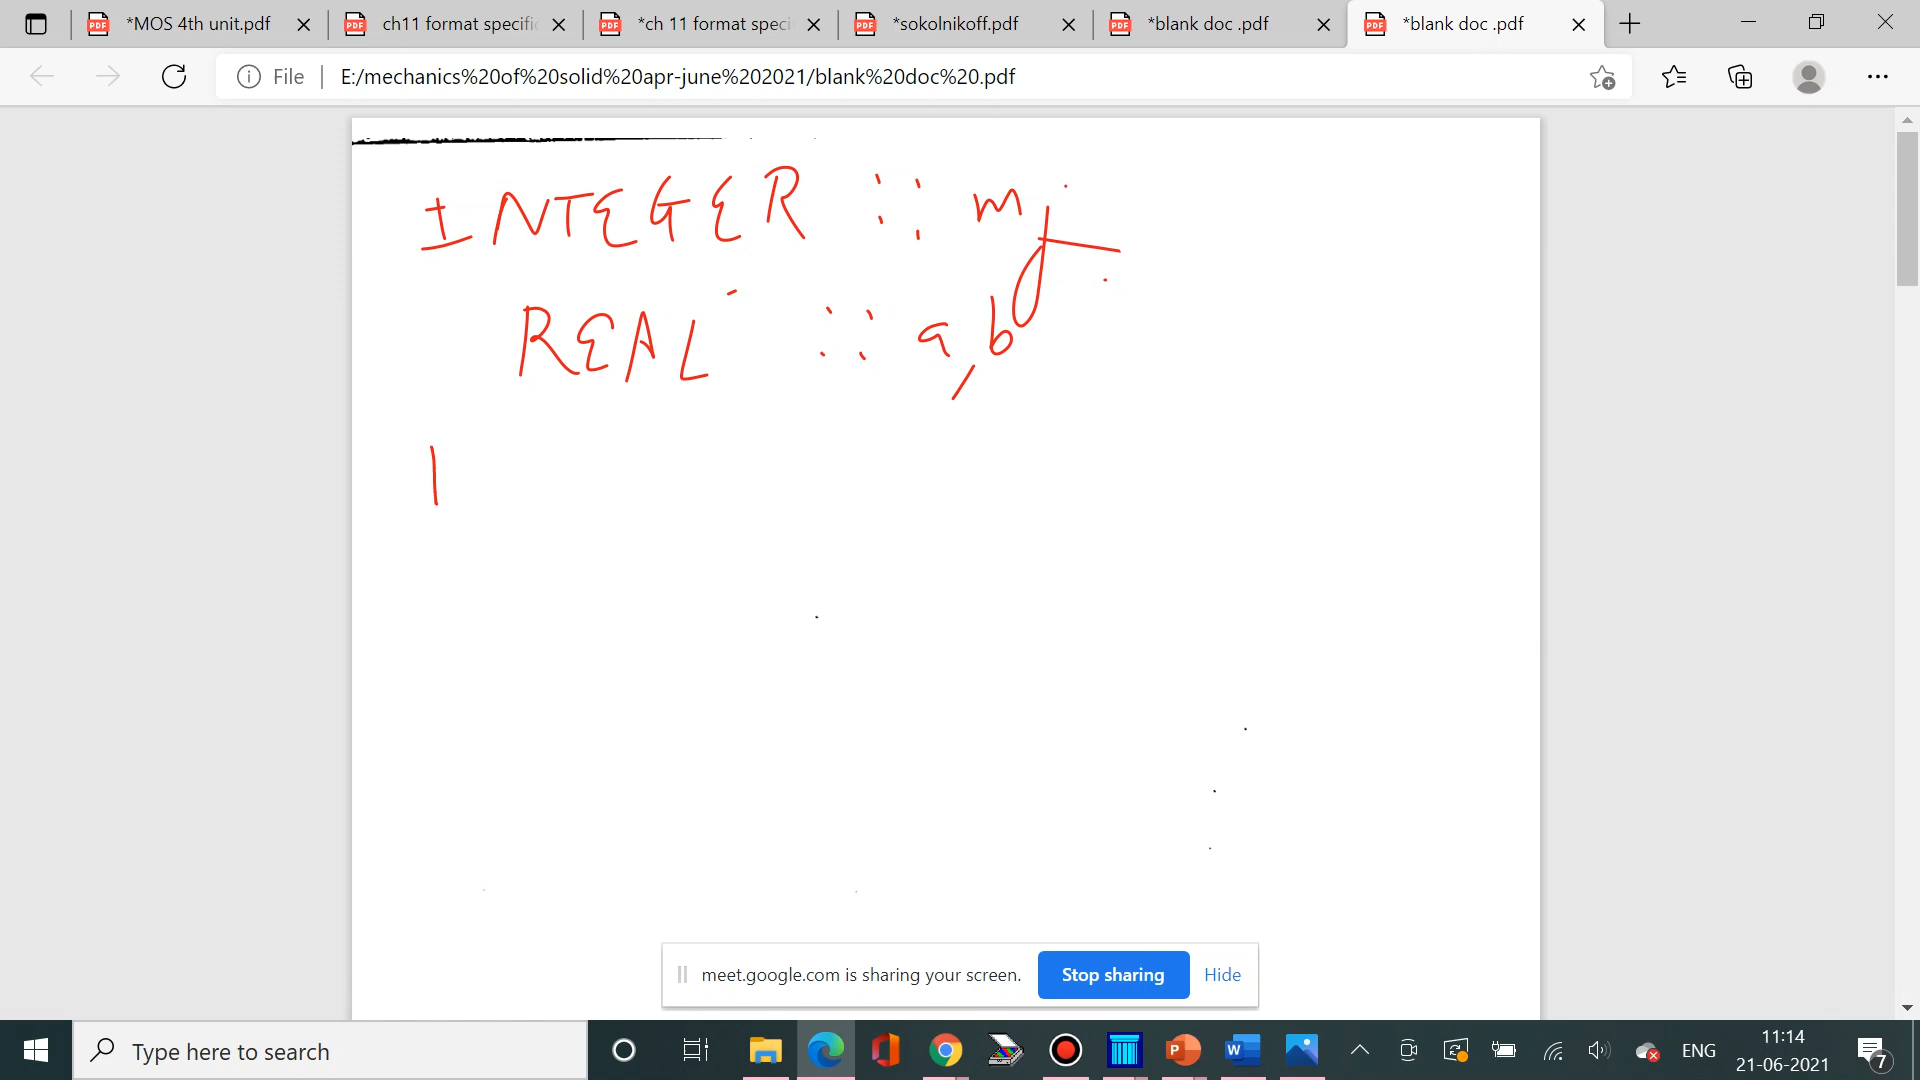 *MOS 4th unit.pdf
ch11 format specific
*ch 11 format speci
*sokolnikoff.pdf
*blank doc .pdf
*blank doc .pdf
File
E:/mechanics%20of%20solid%20apr-june%202021/blank%20doc%20.pdf
INTEGER :: m
REAL :: a, b
meet.google.com is sharing your screen.
Stop sharing
Hide
Type here to search
ENG
11:14
21-06-2021
7